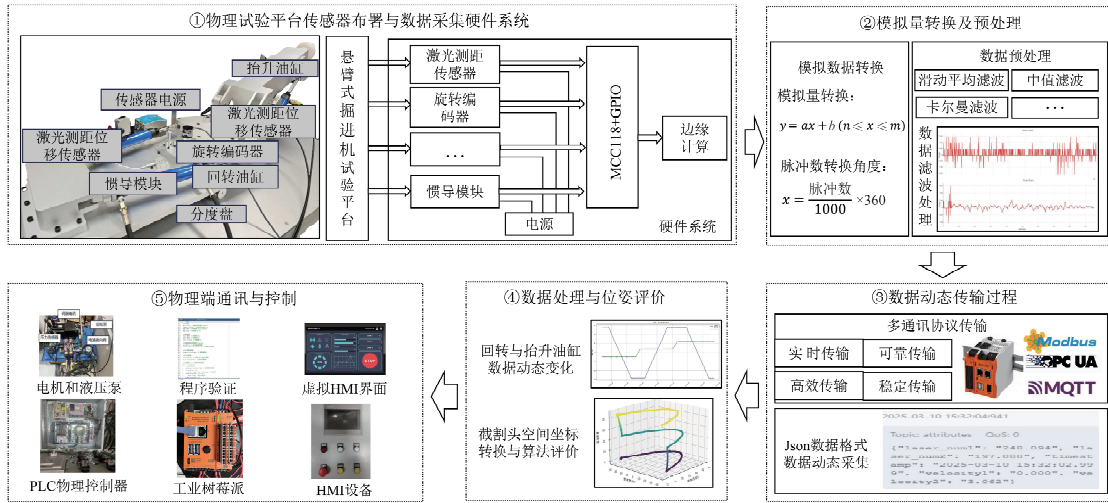 ①物理试验平台传感器布署与数据采集硬件系统
抬升油缸
传感器电源
激光测距位
移传感器
激光测距位
移传感器
旋转编码器
惯导模块
回转油缸
分度盘
悬臂式掘进机试验平台
激光测距
传感器
旋转编
码器
...
惯导模块
电源
MCC118+GPIO
边缘
计算
硬件系统
②模拟量转换及预处理
模拟数据转换
模拟量转换：
y=ax+b(n≤x≤m)
脉冲数转换角度：
x=脉冲数/1000×360
数据预处理
滑动平均滤波
中值滤波
卡尔曼滤波
...
数据滤波处理
③数据动态传输过程
多通讯协议传输
实时传输
可靠传输
高效传输
稳定传输
Modbus
OPC UA
MQTT
Json数据格式
数据动态采集
2025-03-10 15:32:04:941
Topic: attributes QoS: 0
④数据处理与位姿评价
回转与抬升油缸
数据动态变化
截割头空间坐标
转换与算法评价
⑤物理端通讯与控制
电机和液压泵
程序验证
虚拟HMI界面
PLC物理控制器
工业树莓派
HMI设备